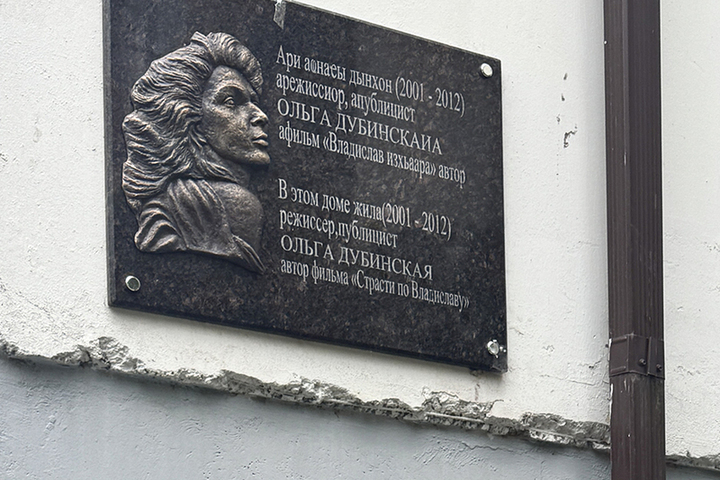 Ари аҩнаҿы дынхон (2001 - 2012)
арежиссиор, апублицист
ОЛЬГА ДУБИНСКАИА
афильм «Владислав изхьаара» автор
В этом доме жила(2001 - 2012)
режиссер,публицист
ОЛЬГА ДУБИНСКАЯ
автор фильма «Страсти по Владиславу»